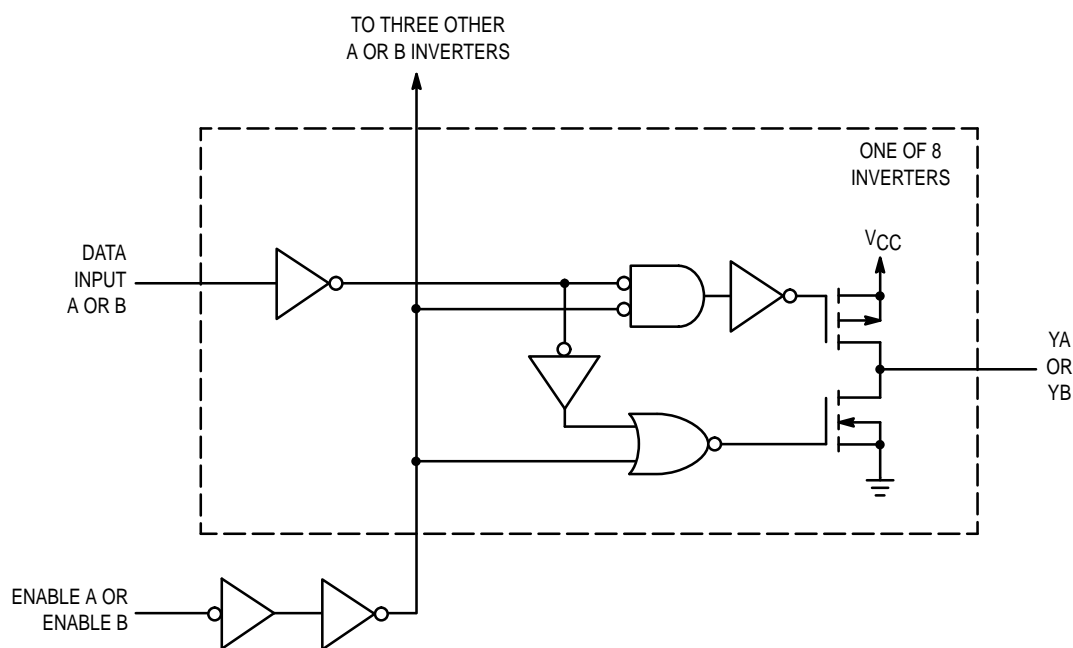 TO THREE OTHER
A OR B INVERTERS
ONE OF 8
INVERTERS
DATA
INPUT
A OR B
VCC
YA
OR
YB
ENABLE A OR
ENABLE B